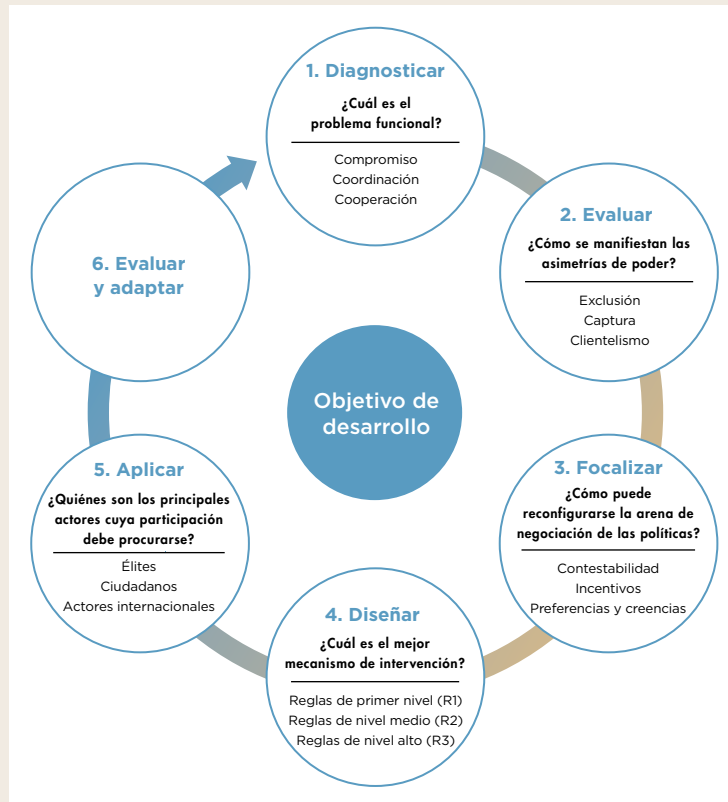 1. Diagnosticar
¿Cuál es el
problema funcional?
Compromiso
Coordinación
Cooperación
2. Evaluar
¿Cómo se manifiestan las
asimetrías de poder?
Exclusión
Captura
Clientelismo
3. Focalizar
¿Cómo puede
reconfigurarse la arena de
negociación de las políticas?
Contestabilidad
Incentivos
Preferencias y creencias
4. Diseñar
¿Cuál es el mejor
mecanismo de intervención?
Reglas de primer nivel (R1)
Reglas de nivel medio (R2)
Reglas de nivel alto (R3)
5. Aplicar
¿Quiénes son los principales
actores cuya participación
debe procurarse?
Élites
Ciudadanos
Actores internacionales
6. Evaluar
y adaptar
Objetivo de
desarrollo